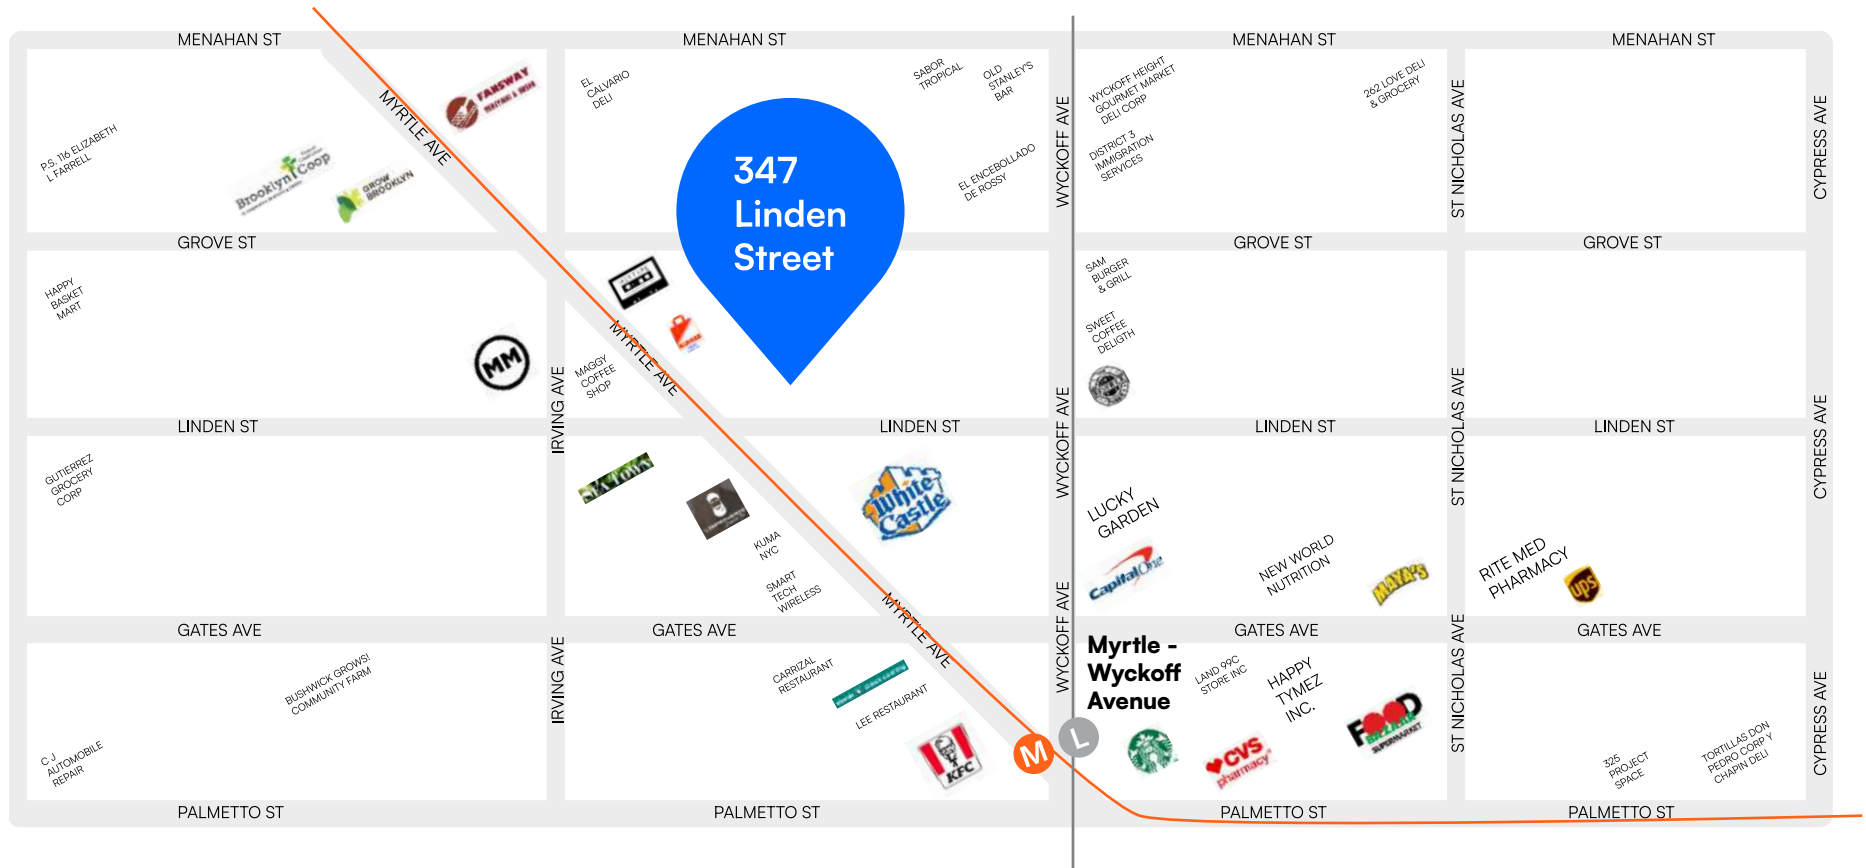 MENAHAN ST
MENAHAN ST
MENAHAN ST
MENAHAN ST
MYRTLE AVE
FANSWAY
EL
CALVARIO
DELI
SABOR
TROPICAL
OLD
STANLEY'S
BAR
WYCKOFF HEIGHT
GOURMET MARKET
DELI CORP
262 LOVE DELI
& GROCERY
P.S. 116 ELIZABETH
L FARRELL
Brooklyn Coop
GROW
BROOKLYN
347
Linden
Street
EL ENCEBOLLADO
DE ROSSY
WYCKOFF AVE
DISTRICT 3
IMMIGRATION
SERVICES
ST NICHOLAS AVE
CYPRESS AVE
GROVE ST
GROVE ST
GROVE ST
HAPPY
BASKET
MART
MM
MYRTLE AVE
MAGGY
COFFEE
SHOP
SAM
BURGER
& GRILL
SWEET
COFFEE
DELIGTH
IRVING AVE
WYCKOFF AVE
ST NICHOLAS AVE
CYPRESS AVE
LINDEN ST
LINDEN ST
LINDEN ST
LINDEN ST
GUTIERREZ
GROCERY
CORP
SEA TOWN
KUMA
NYC
SMART
TECH
WIRELESS
White
Castle
LUCKY
GARDEN
Capital One
NEW WORLD
NUTRITION
MAYA'S
RITE MED
PHARMACY
ups
MYRTLE AVE
WYCKOFF AVE
GATES AVE
GATES AVE
GATES AVE
GATES AVE
IRVING AVE
ST NICHOLAS AVE
CYPRESS AVE
BUSHWICK GROWS!
COMMUNITY FARM
C J
AUTOMOBILE
REPAIR
CARRIZAL
RESTAURANT
LEE RESTAURANT
KFC
M
L
Myrtle -
Wyckoff
Avenue
LAND 99C
STORE INC
HAPPY
TYMEZ
INC.
CVS
pharmacy
FOOD
BAZAAR
SUPERMARKET
325
PROJECT
SPACE
TORTILLAS DON
PEDRO CORP Y
CHAPIN DELI
PALMETTO ST
PALMETTO ST
PALMETTO ST
PALMETTO ST